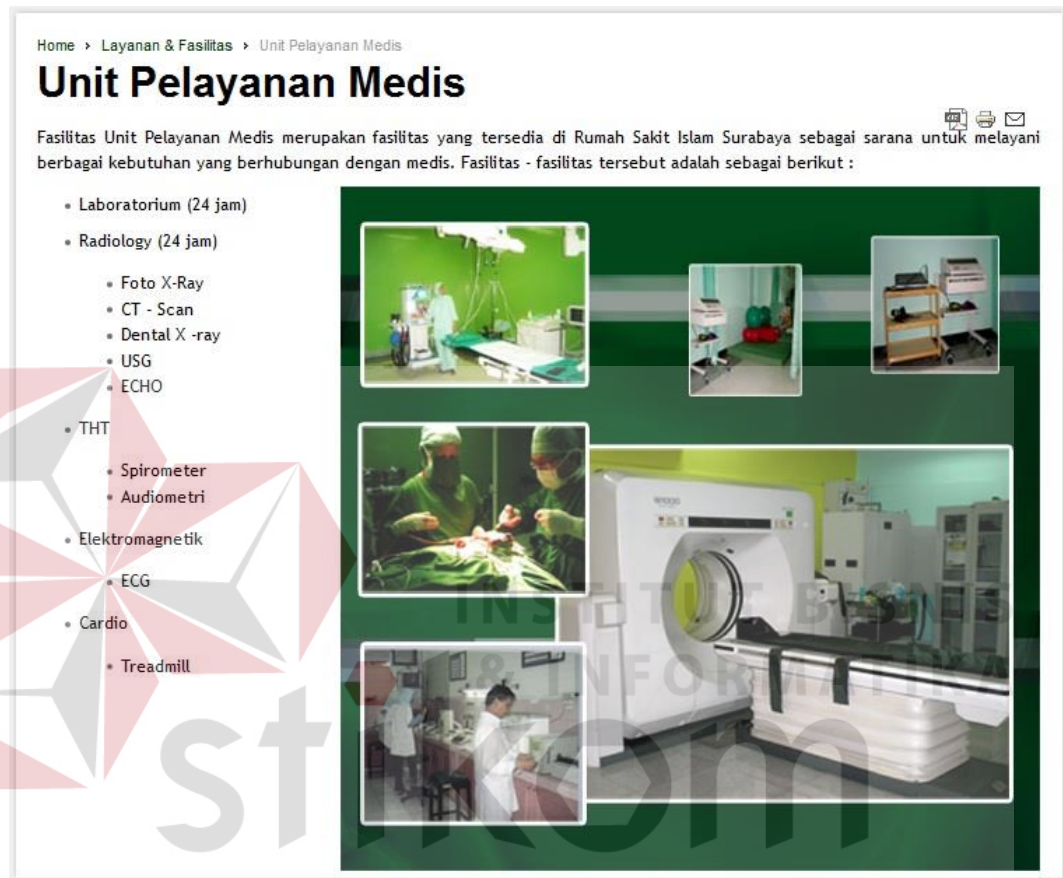 Home › Layanan & Fasilitas › Unit Pelayanan Medis
Unit Pelayanan Medis
Fasilitas Unit Pelayanan Medis merupakan fasilitas yang tersedia di Rumah Sakit Islam Surabaya sebagai sarana untuk melayani
berbagai kebutuhan yang berhubungan dengan medis. Fasilitas - fasilitas tersebut adalah sebagai berikut :
• Laboratorium (24 jam)
• Radiology (24 jam)
• Foto X-Ray
• CT - Scan
• Dental X -ray
• USG
• ECHO
• THT
• Spirometer
• Audiometri
• Elektromagnetik
• ECG
• Cardio
• Treadmill
INSTITUT BISNIS
& INFORMATIKA
stikom